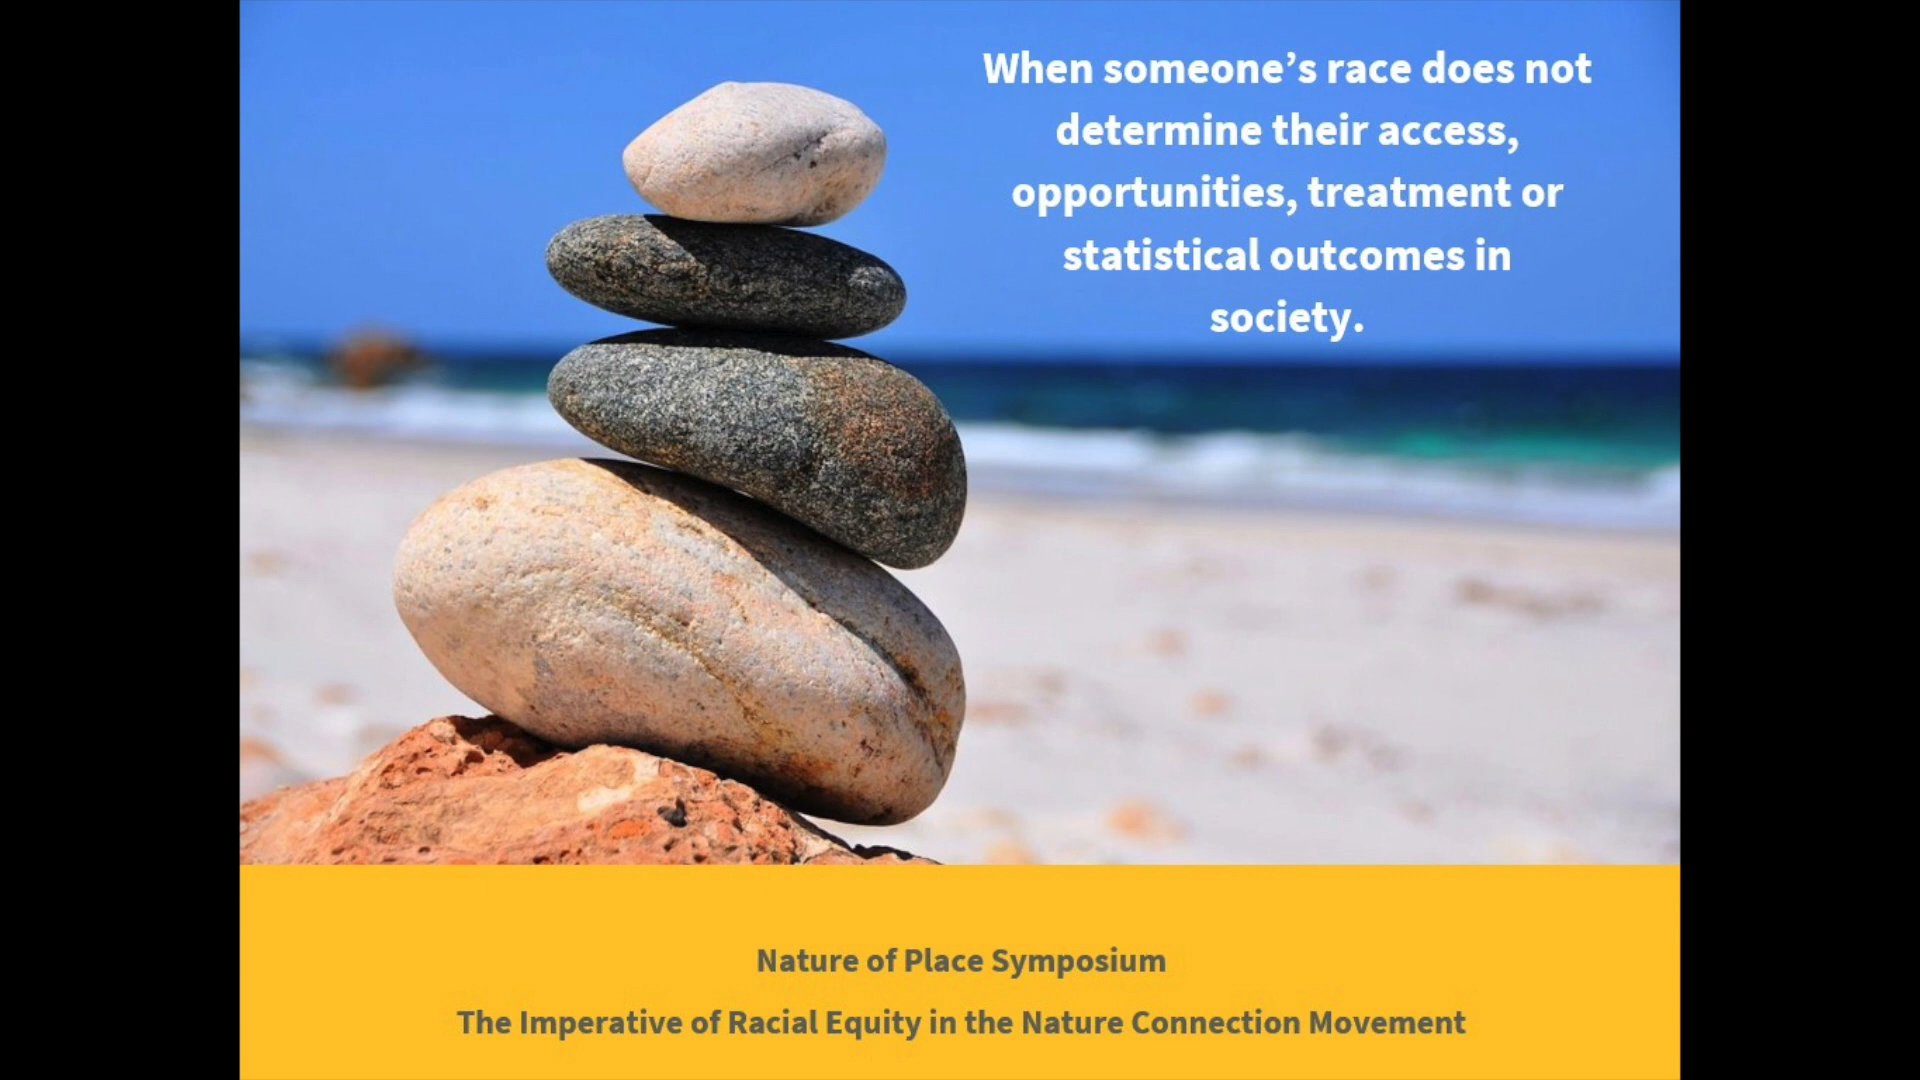 When someone’s race does not
determine their access,
opportunities, treatment or
statistical outcomes in
society.
Nature of Place Symposium
The Imperative of Racial Equity in the Nature Connection Movement